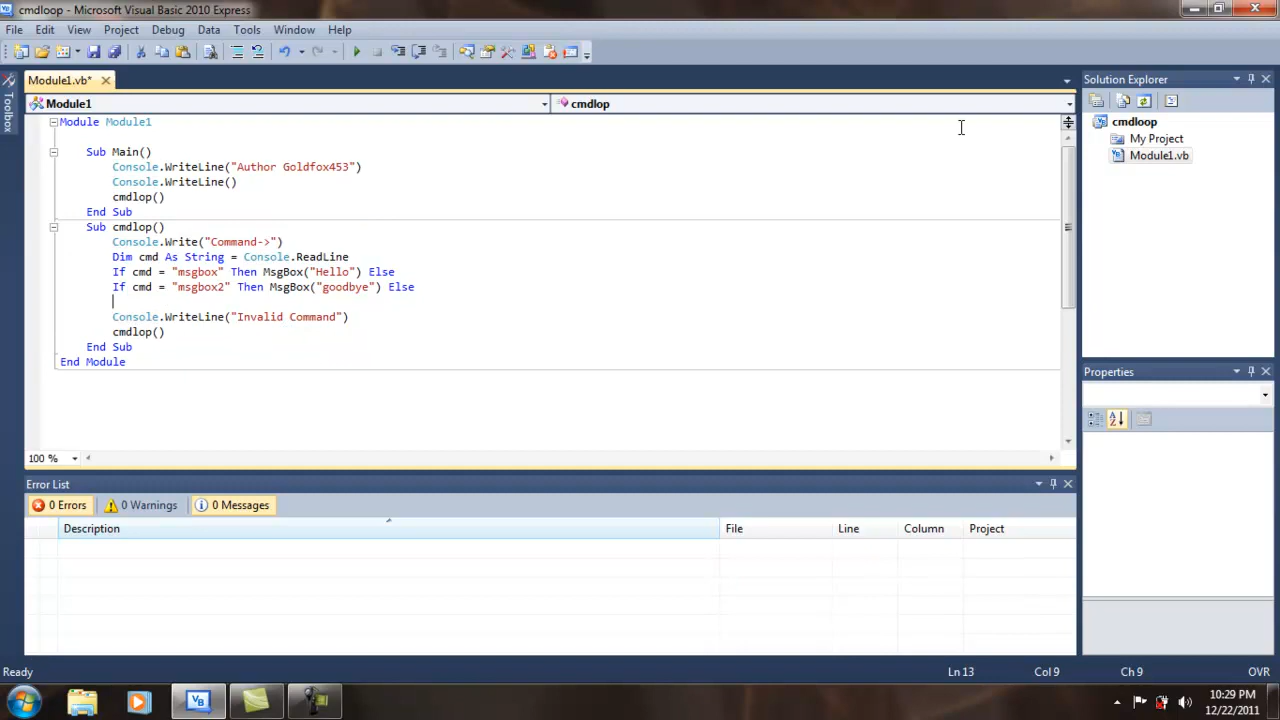 cmdloop - Microsoft Visual Basic 2010 Express
File Edit View Project Debug Data Tools Window Help
Module1.vb*
Toolbox
Module1
cmdlop
Module Module1
Sub Main()
Console.WriteLine("Author Goldfox453")
Console.WriteLine()
cmdlop()
End Sub
Sub cmdlop()
Console.Write("Command->")
Dim cmd As String = Console.ReadLine
If cmd = "msgbox" Then MsgBox("Hello") Else
If cmd = "msgbox2" Then MsgBox("goodbye") Else
Console.WriteLine("Invalid Command")
cmdlop()
End Sub
End Module
100 %
Solution Explorer
cmdloop
My Project
Module1.vb
Properties
Error List
0 Errors 0 Warnings 0 Messages
Description File Line Column Project
Ready Ln 13 Col 9 Ch 9 OVR
10:29 PM
12/22/2011